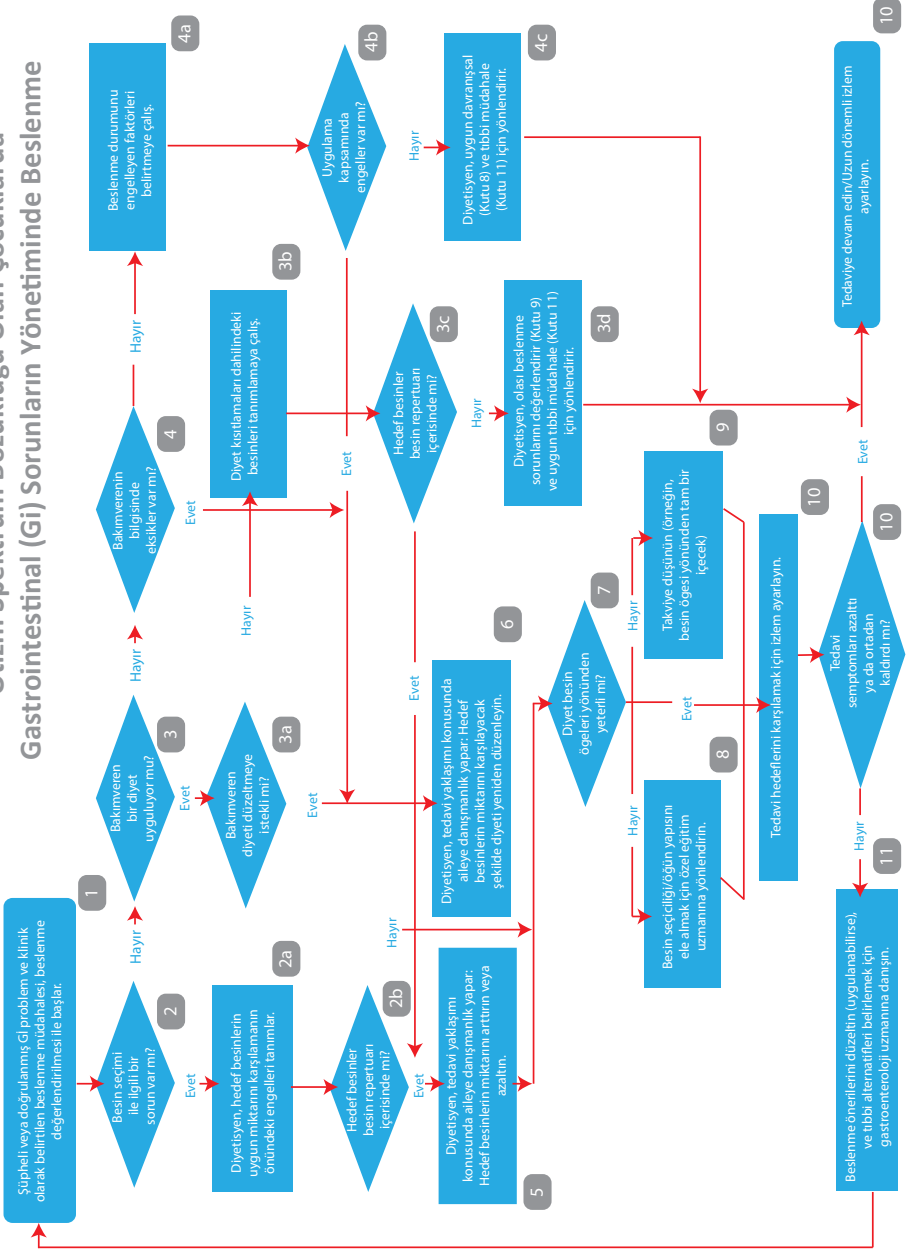 Gastrointestinal (Gi) Sorunların Yönetiminde Beslenme
Şüpheli veya doğrulanmış Gİ problem ve klinik
olarak belirtilen beslenme müdahalesi, beslenme
değerlendirilmesi ile başlar.
1
Besin seçimi
ile ilgili bir
sorun var mı?
2
Hayır
Evet
Diyetisyen, hedef besinlerin
uygun miktarını karşılamanın
önündeki engelleri tanımlar.
2a
Hedef besinler
besin repertuarı
içerisinde mi?
2b
Hayır
Evet
Diyetisyen, tedavi yaklaşımı
konusunda aileye danışmanlık yapar:
Hedef besinlerin miktarını arttırın veya
azaltın.
5
Bakımveren
bir diyet
uyguluyor mu?
3
Hayır
Evet
Bakımveren
diyeti düzeltmeye
istekli mi?
3a
Hayır
Evet
Diyetisyen, tedavi yaklaşımı konusunda
aileye danışmanlık yapar: Hedef
besinlerin miktarını karşılayacak
şekilde diyeti yeniden düzenleyin.
6
Diyet kısıtlamaları dahilindeki
besinleri tanımlamaya çalış.
3b
Hedef besinler
besin repertuarı
içerisinde mi?
3c
Evet
Hayır
Diyetisyen, olası beslenme
sorunlarını değerlendirir (Kutu 9)
ve uygun tıbbi müdahale (Kutu 11)
için yönlendirir.
3d
Bakımverenin
bilgisinde
eksikler var mı?
4
Hayır
Evet
Beslenme durumunu
engelleyen faktörleri
belirtmeye çalış.
4a
Uygulama
kapsamında
engeller var mı?
4b
Evet
Hayır
Diyetisyen, uygun davranışsal
(Kutu 8) ve tıbbi müdahale
(Kutu 11) için yönlendirir.
4c
Diyet besin
ögeleri yönünden
yeterli mi?
7
Hayır
Evet
Hayır
Besin seçiciliği/öğün yapısını
ele almak için özel eğitim
uzmanına yönlendirin.
8
Takviye düşünün (örneğin,
besin ögesi yönünden tam bir
içecek)
9
Tedavi hedeflerini karşılamak için izlem ayarlayın.
10
Tedavi
semptomları azalttı
ya da ortadan
kaldırdı mı?
10
Hayır
Evet
Beslenme önerilerini düzeltin (uygulanabilirse),
ve tıbbi alternatifleri belirlemek için
gastroenteroloji uzmanına danışın.
11
Tedaviye devam edin/Uzun dönemli izlem
ayarlayın.
10